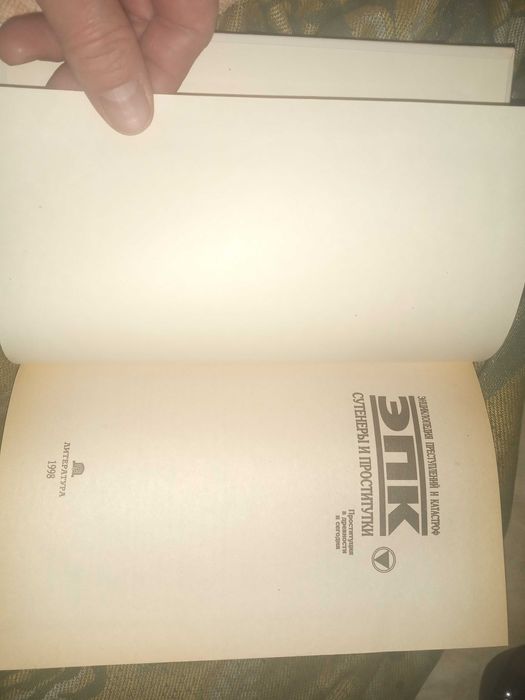 ЭНЦИКЛОПЕДИЯ ПРЕСТУПЛЕНИЙ И КАТАСТРОФ
ЭПК
СУТЕНЕРЫ И ПРОСТИТУТКИ
Проституция
в древности
и сегодня
ЛИТЕРАТУРА
1998